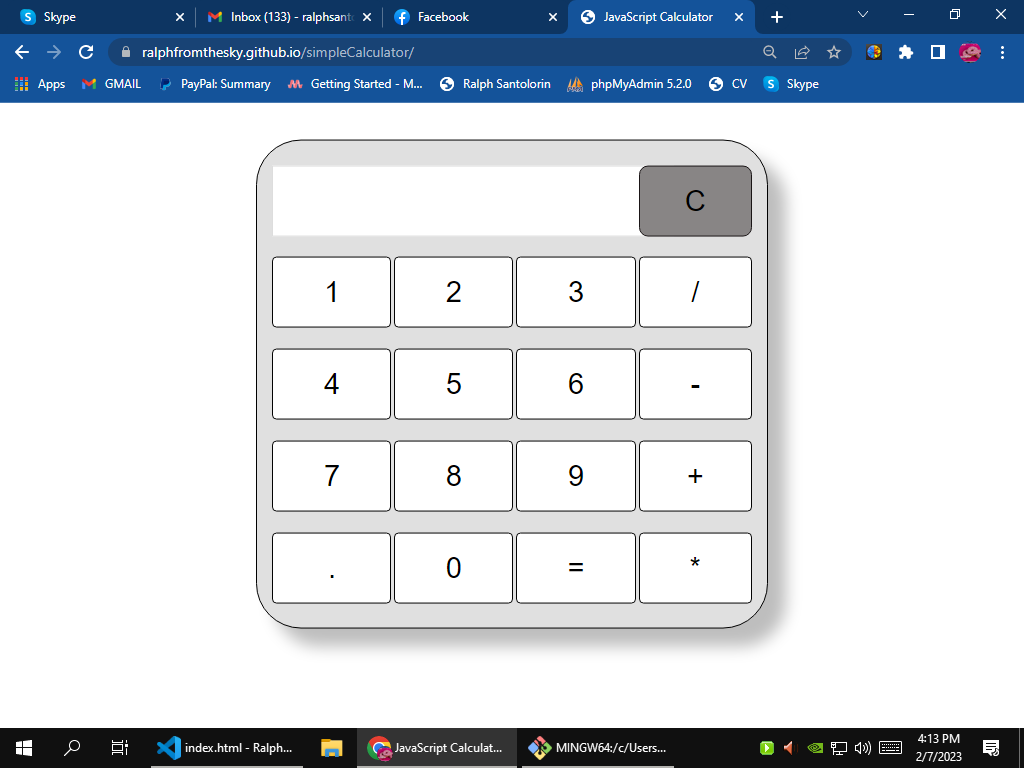 Skype Inbox (133) - ralphsant Facebook JavaScript Calculator
ralphfromthesky.github.io/simpleCalculator/
Apps GMAIL PayPal: Summary Getting Started - M... Ralph Santolorin phpMyAdmin 5.2.0 CV Skype
C
1 2 3 /
4 5 6 -
7 8 9 +
. 0 = *
index.html - Ralph... JavaScript Calculat... MINGW64:/c/Users...
4:13 PM
2/7/2023